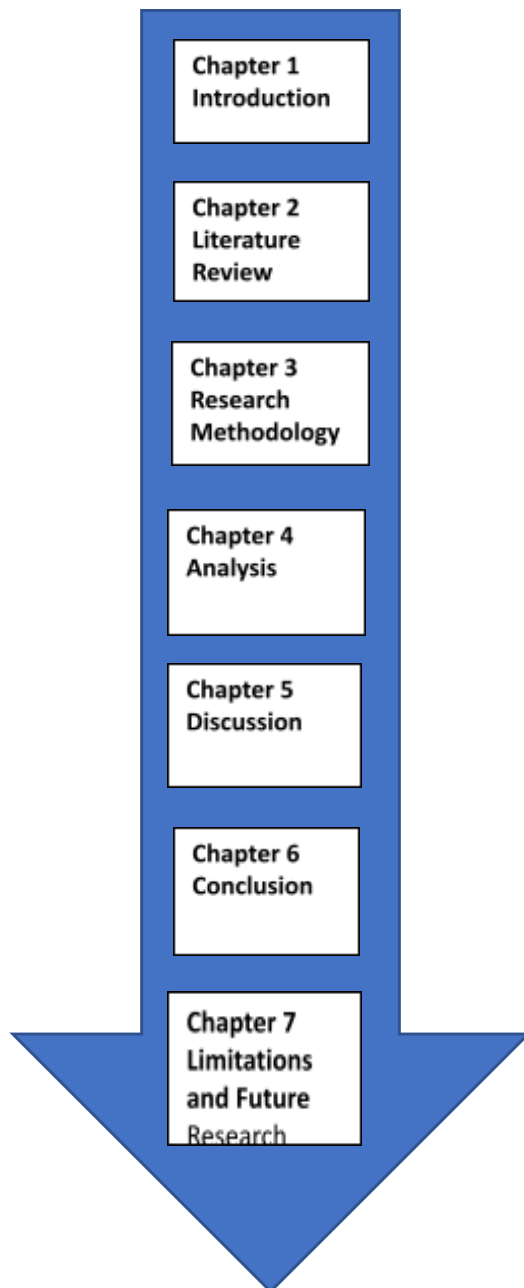 Chapter 1
Introduction
Chapter 2
Literature
Review
Chapter 3
Research
Methodology
Chapter 4
Analysis
Chapter 5
Discussion
Chapter 6
Conclusion
Chapter 7
Limitations
and Future
Research